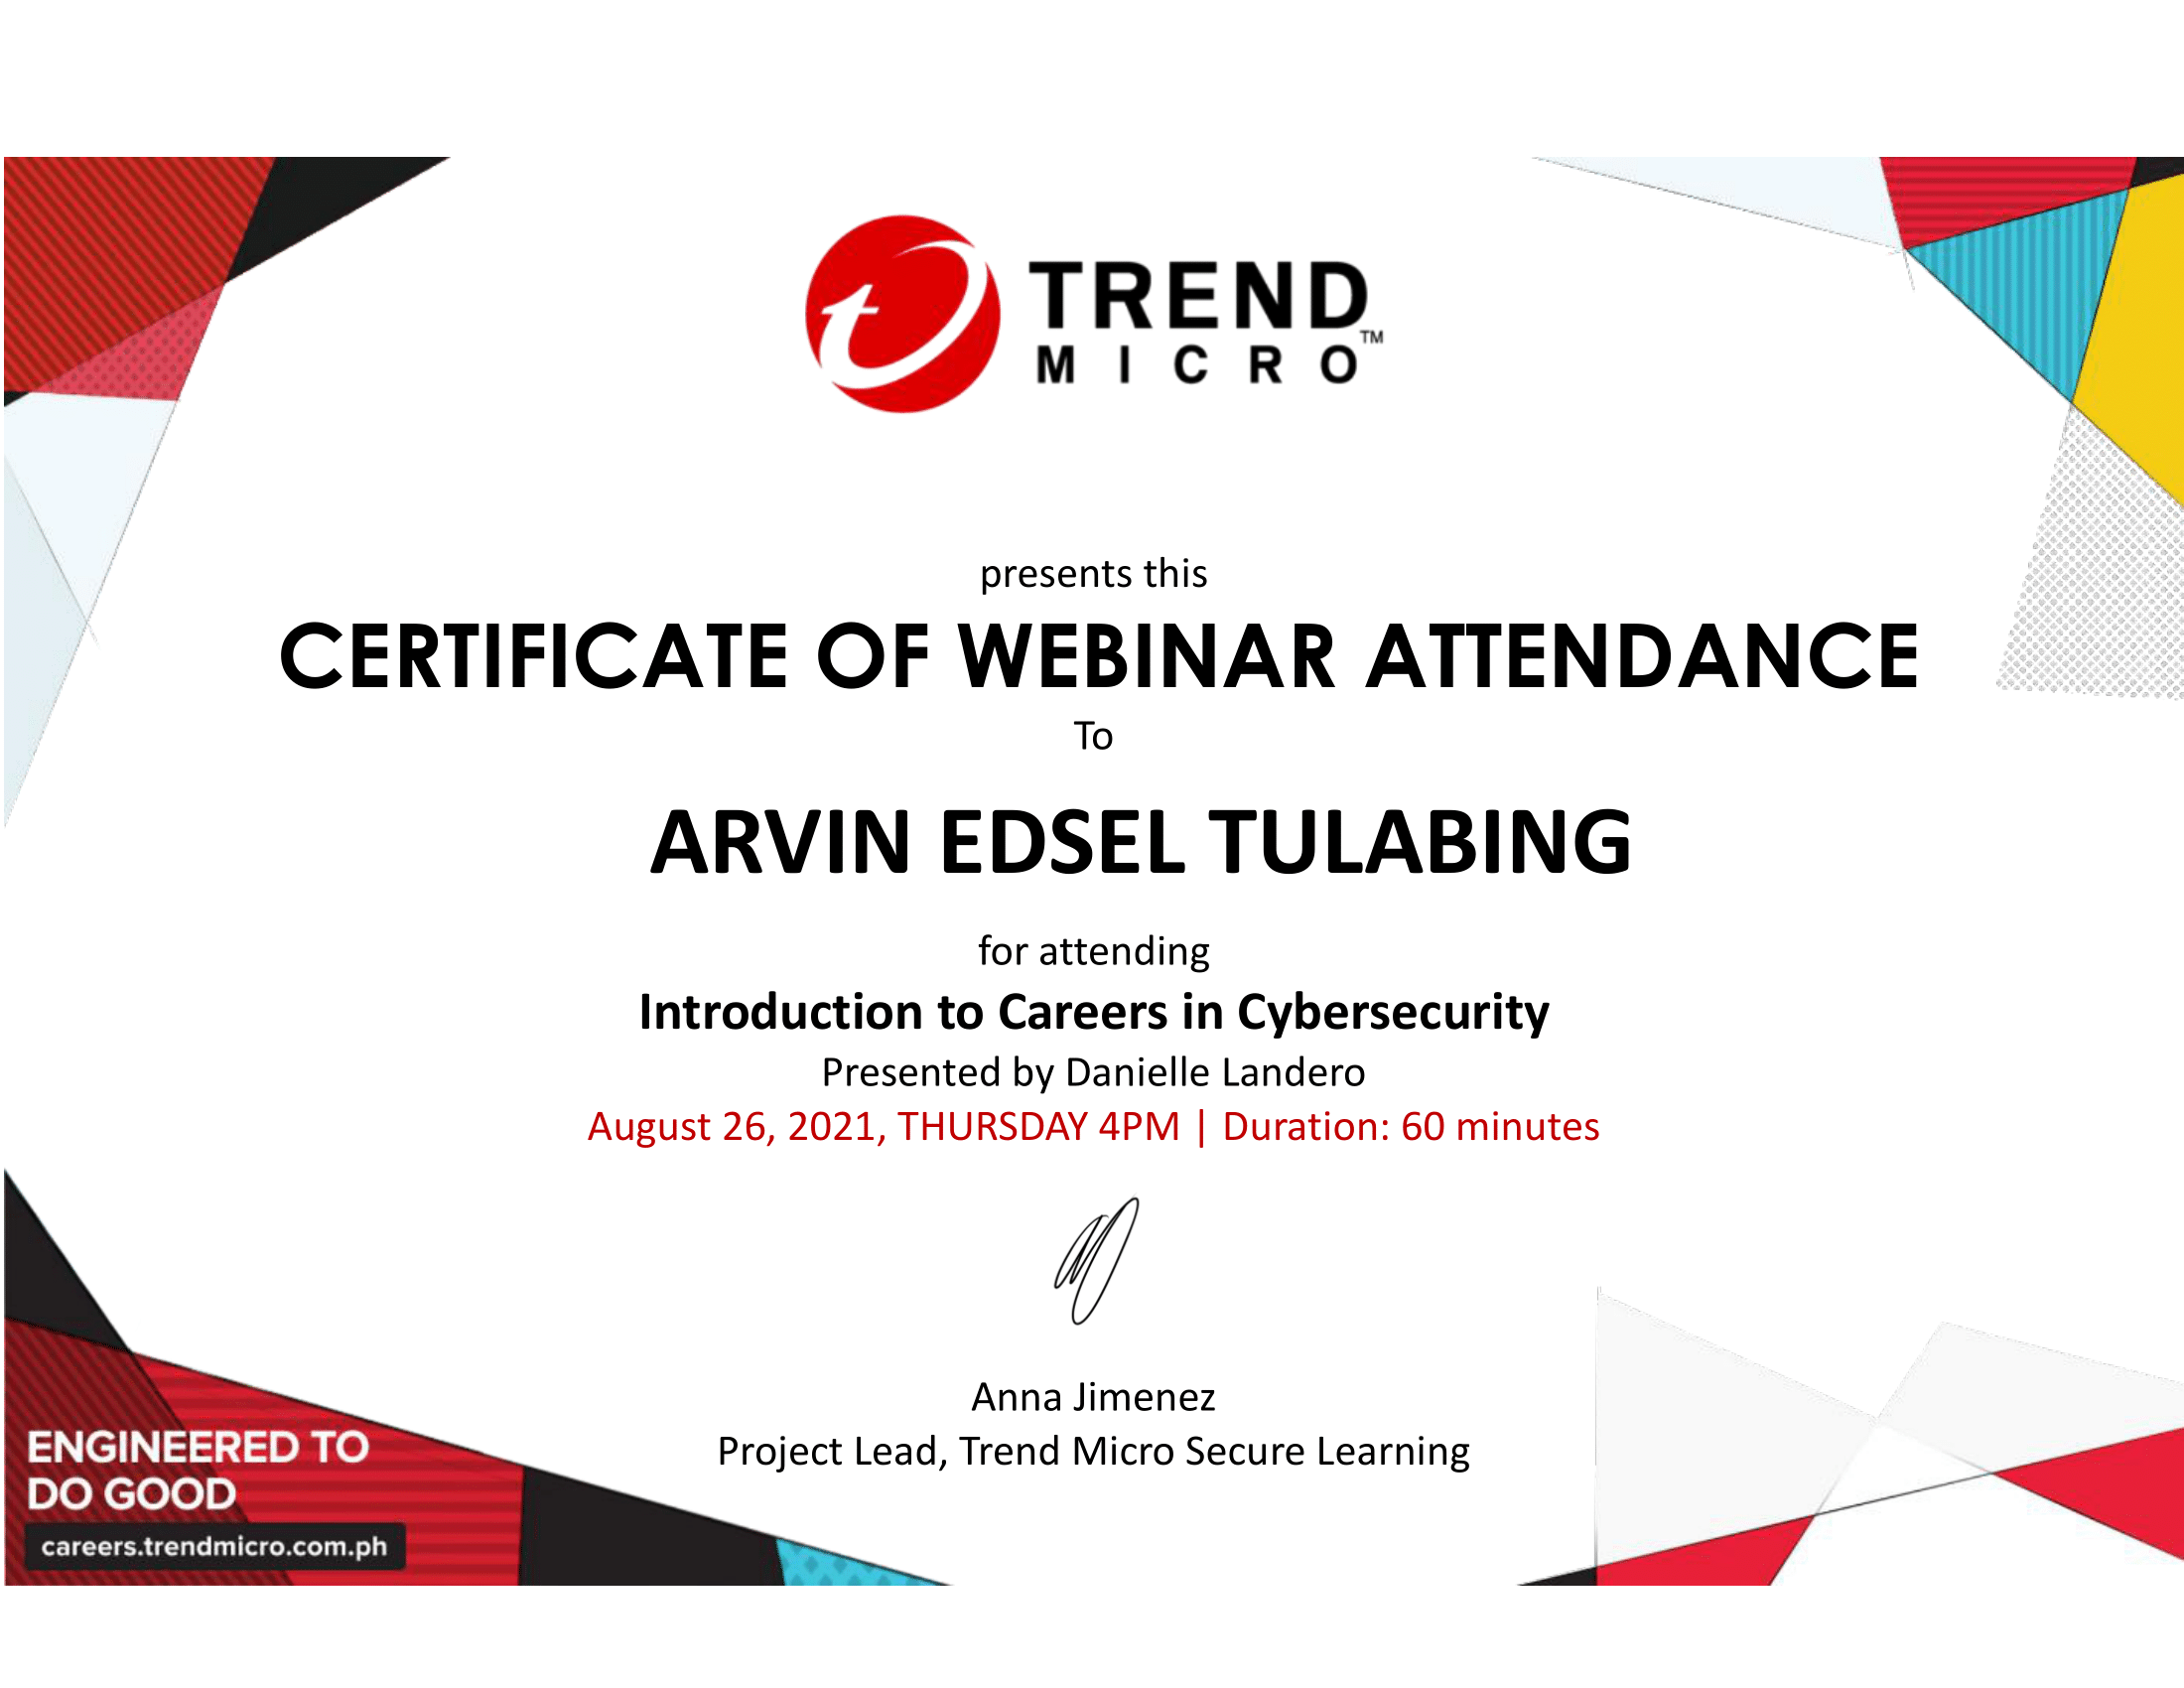 TREND
MICRO™
presents this
CERTIFICATE OF WEBINAR ATTENDANCE
To
ARVIN EDSEL TULABING
for attending
Introduction to Careers in Cybersecurity
Presented by Danielle Landero
August 26, 2021, THURSDAY 4PM | Duration: 60 minutes
Anna Jimenez
Project Lead, Trend Micro Secure Learning
ENGINEERED TO
DO GOOD
careers.trendmicro.com.ph